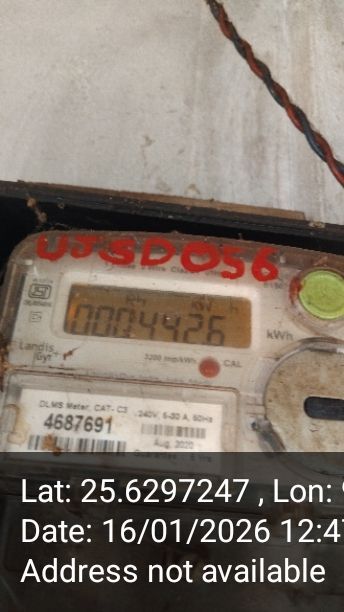 UJSD056
0004426
kWh
Landis
Gyr
3200 imp/kWh
CAL
DLMS Meter, CAT- C3
240V, 5-30 A, 50Hz
4687691
Aug, 2020
Lat: 25.6297247 , Lon:
Date: 16/01/2026 12:47
Address not available